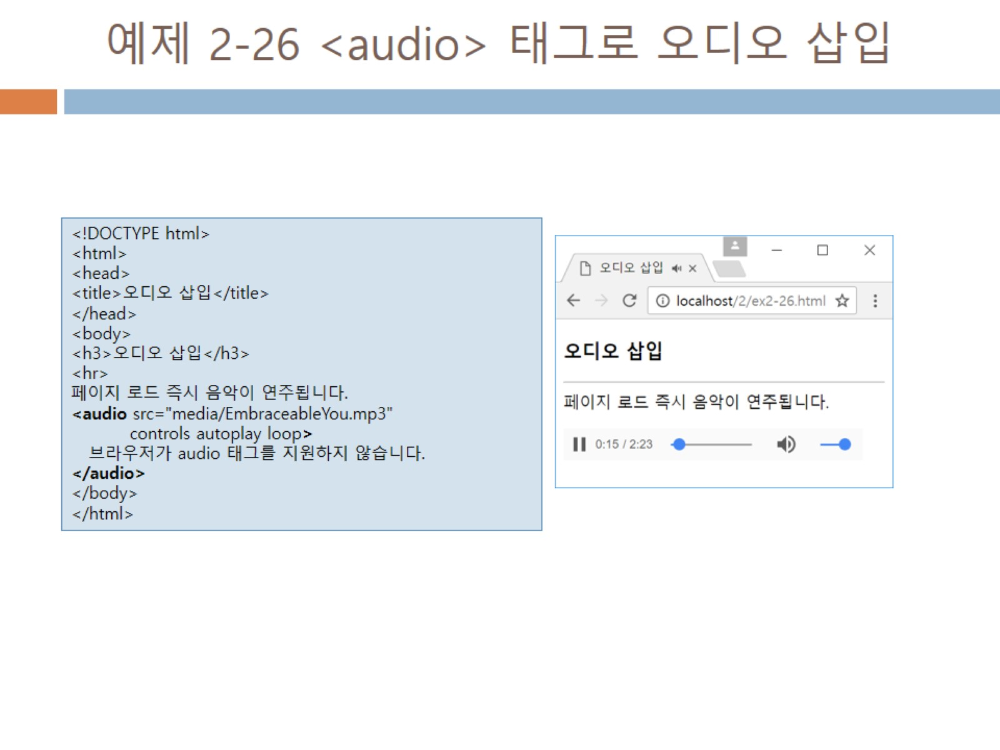 예제 2-26 <audio> 태그로 오디오 삽입
<!DOCTYPE html>
<html>
<head>
<title>오디오 삽입</title>
</head>
<body>
<h3>오디오 삽입</h3>
<hr>
페이지 로드 즉시 음악이 연주됩니다.
<audio src="media/EmbraceableYou.mp3"
controls autoplay loop>
브라우저가 audio 태그를 지원하지 않습니다.
</audio>
</body>
</html>
오디오 삽입
localhost/2/ex2-26.html
오디오 삽입
페이지 로드 즉시 음악이 연주됩니다.
0:15 / 2:23